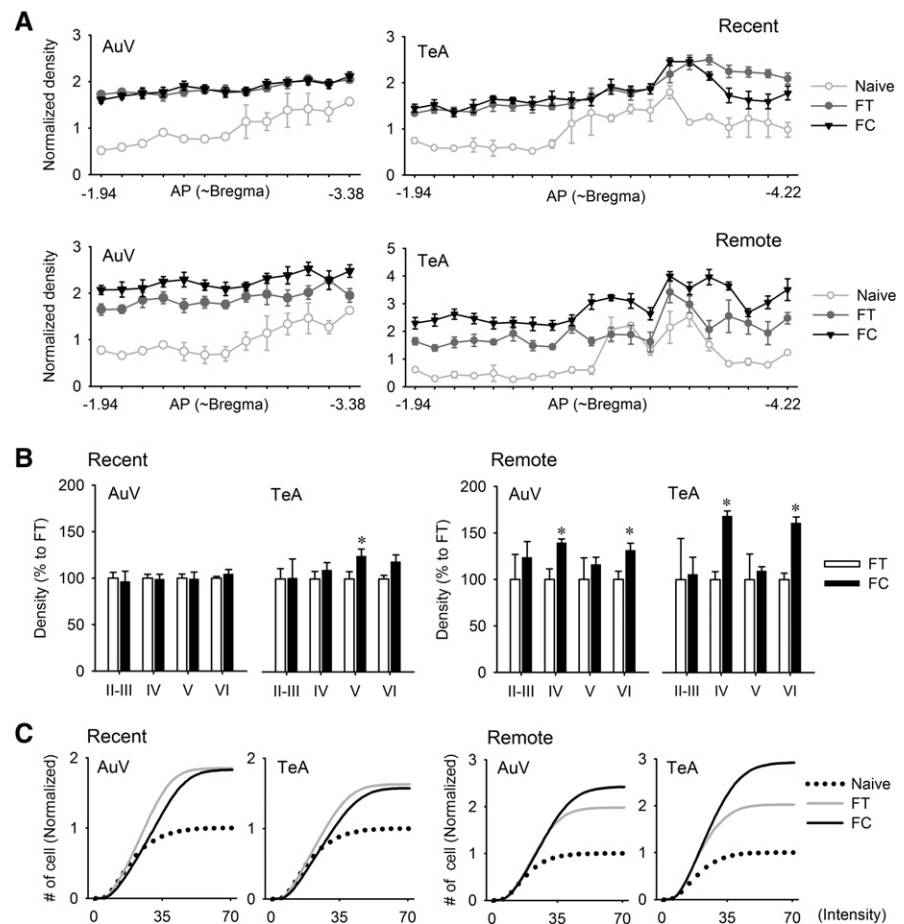 A
Recent
AuV
TeA
Normalized density
3
2
1
0
-1.94
AP (~Bregma)
-3.38
Normalized density
3
2
1
0
-1.94
AP (~Bregma)
-4.22
Naive
FT
FC
Remote
AuV
TeA
Normalized density
3
2
1
0
-1.94
AP (~Bregma)
-3.38
5
4
3
2
1
0
-1.94
AP (~Bregma)
-4.22
Naive
FT
FC
B
Recent
AuV
TeA
Density (% to FT)
200
150
100
50
0
*
II-III IV V VI
II-III IV V VI
Remote
AuV
TeA
Density (% to FT)
200
150
100
50
0
* *
* *
II-III IV V VI
II-III IV V VI
FT
FC
C
Recent
AuV
TeA
# of cell (Normalized)
2
1
0
0 35 70
2
1
0
0 35 70
Remote
AuV
TeA
# of cell (Normalized)
3
2
1
0
0 35 70
3
2
1
0
0 35 70
(Intensity)
Naive
FT
FC